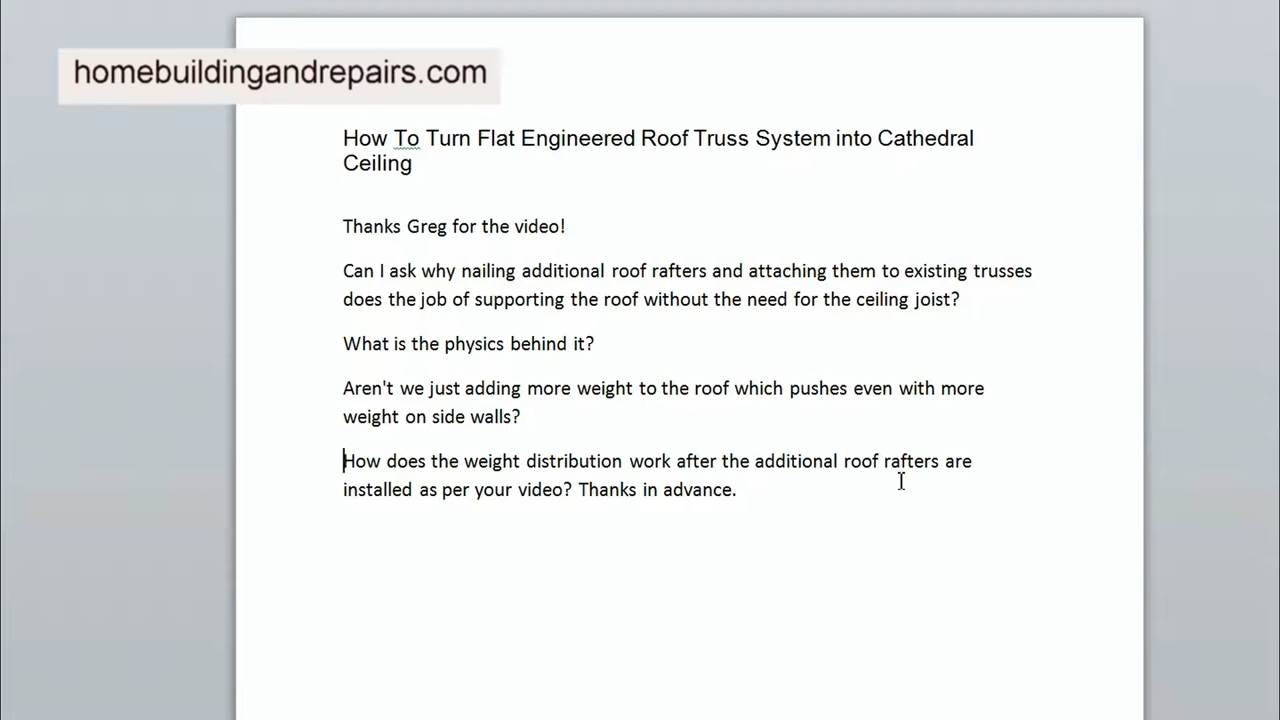 homebuildingandrepairs.com
How To Turn Flat Engineered Roof Truss System into Cathedral
Ceiling
Thanks Greg for the video!
Can I ask why nailing additional roof rafters and attaching them to existing trusses
does the job of supporting the roof without the need for the ceiling joist?
What is the physics behind it?
Aren't we just adding more weight to the roof which pushes even with more
weight on side walls?
How does the weight distribution work after the additional roof rafters are
installed as per your video? Thanks in advance.